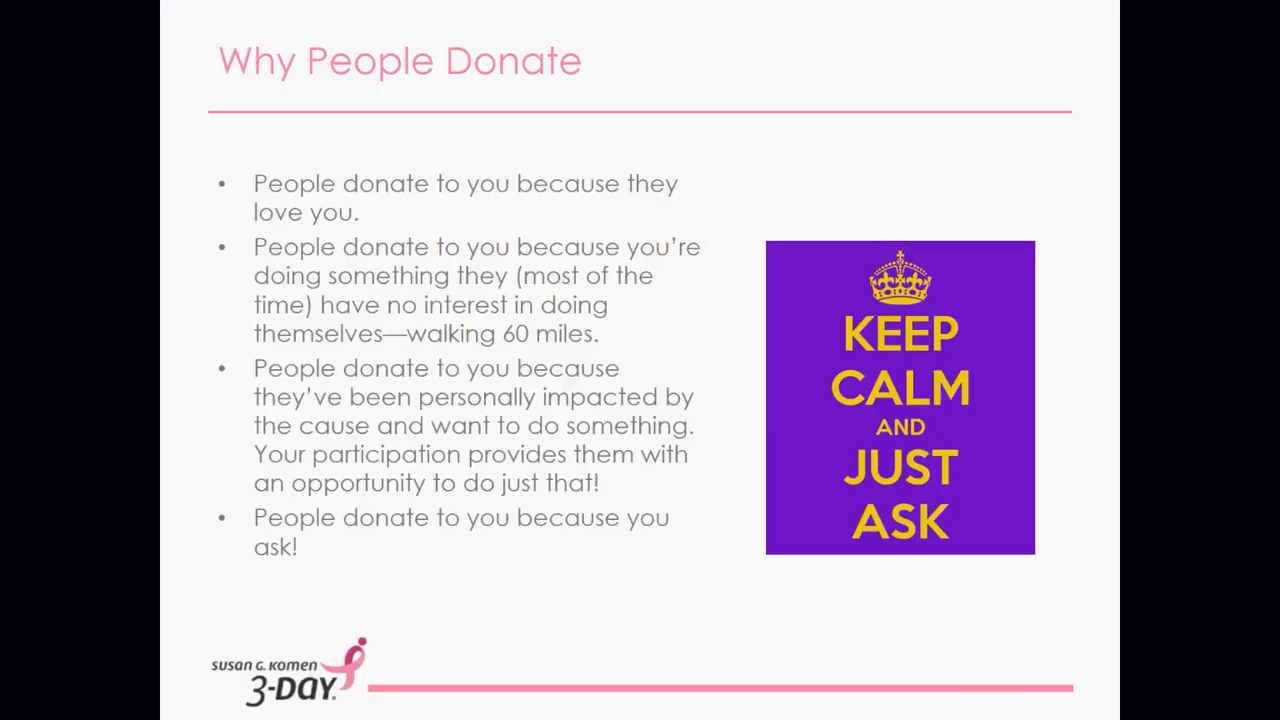 Why People Donate
• People donate to you because they
love you.
• People donate to you because you’re
doing something they (most of the
time) have no interest in doing
themselves—walking 60 miles.
• People donate to you because
they’ve been personally impacted by
the cause and want to do something.
Your participation provides them with
an opportunity to do just that!
• People donate to you because you
ask!
KEEP
CALM
AND
JUST
ASK
SUSAN G. KOMEN
3-DAY.